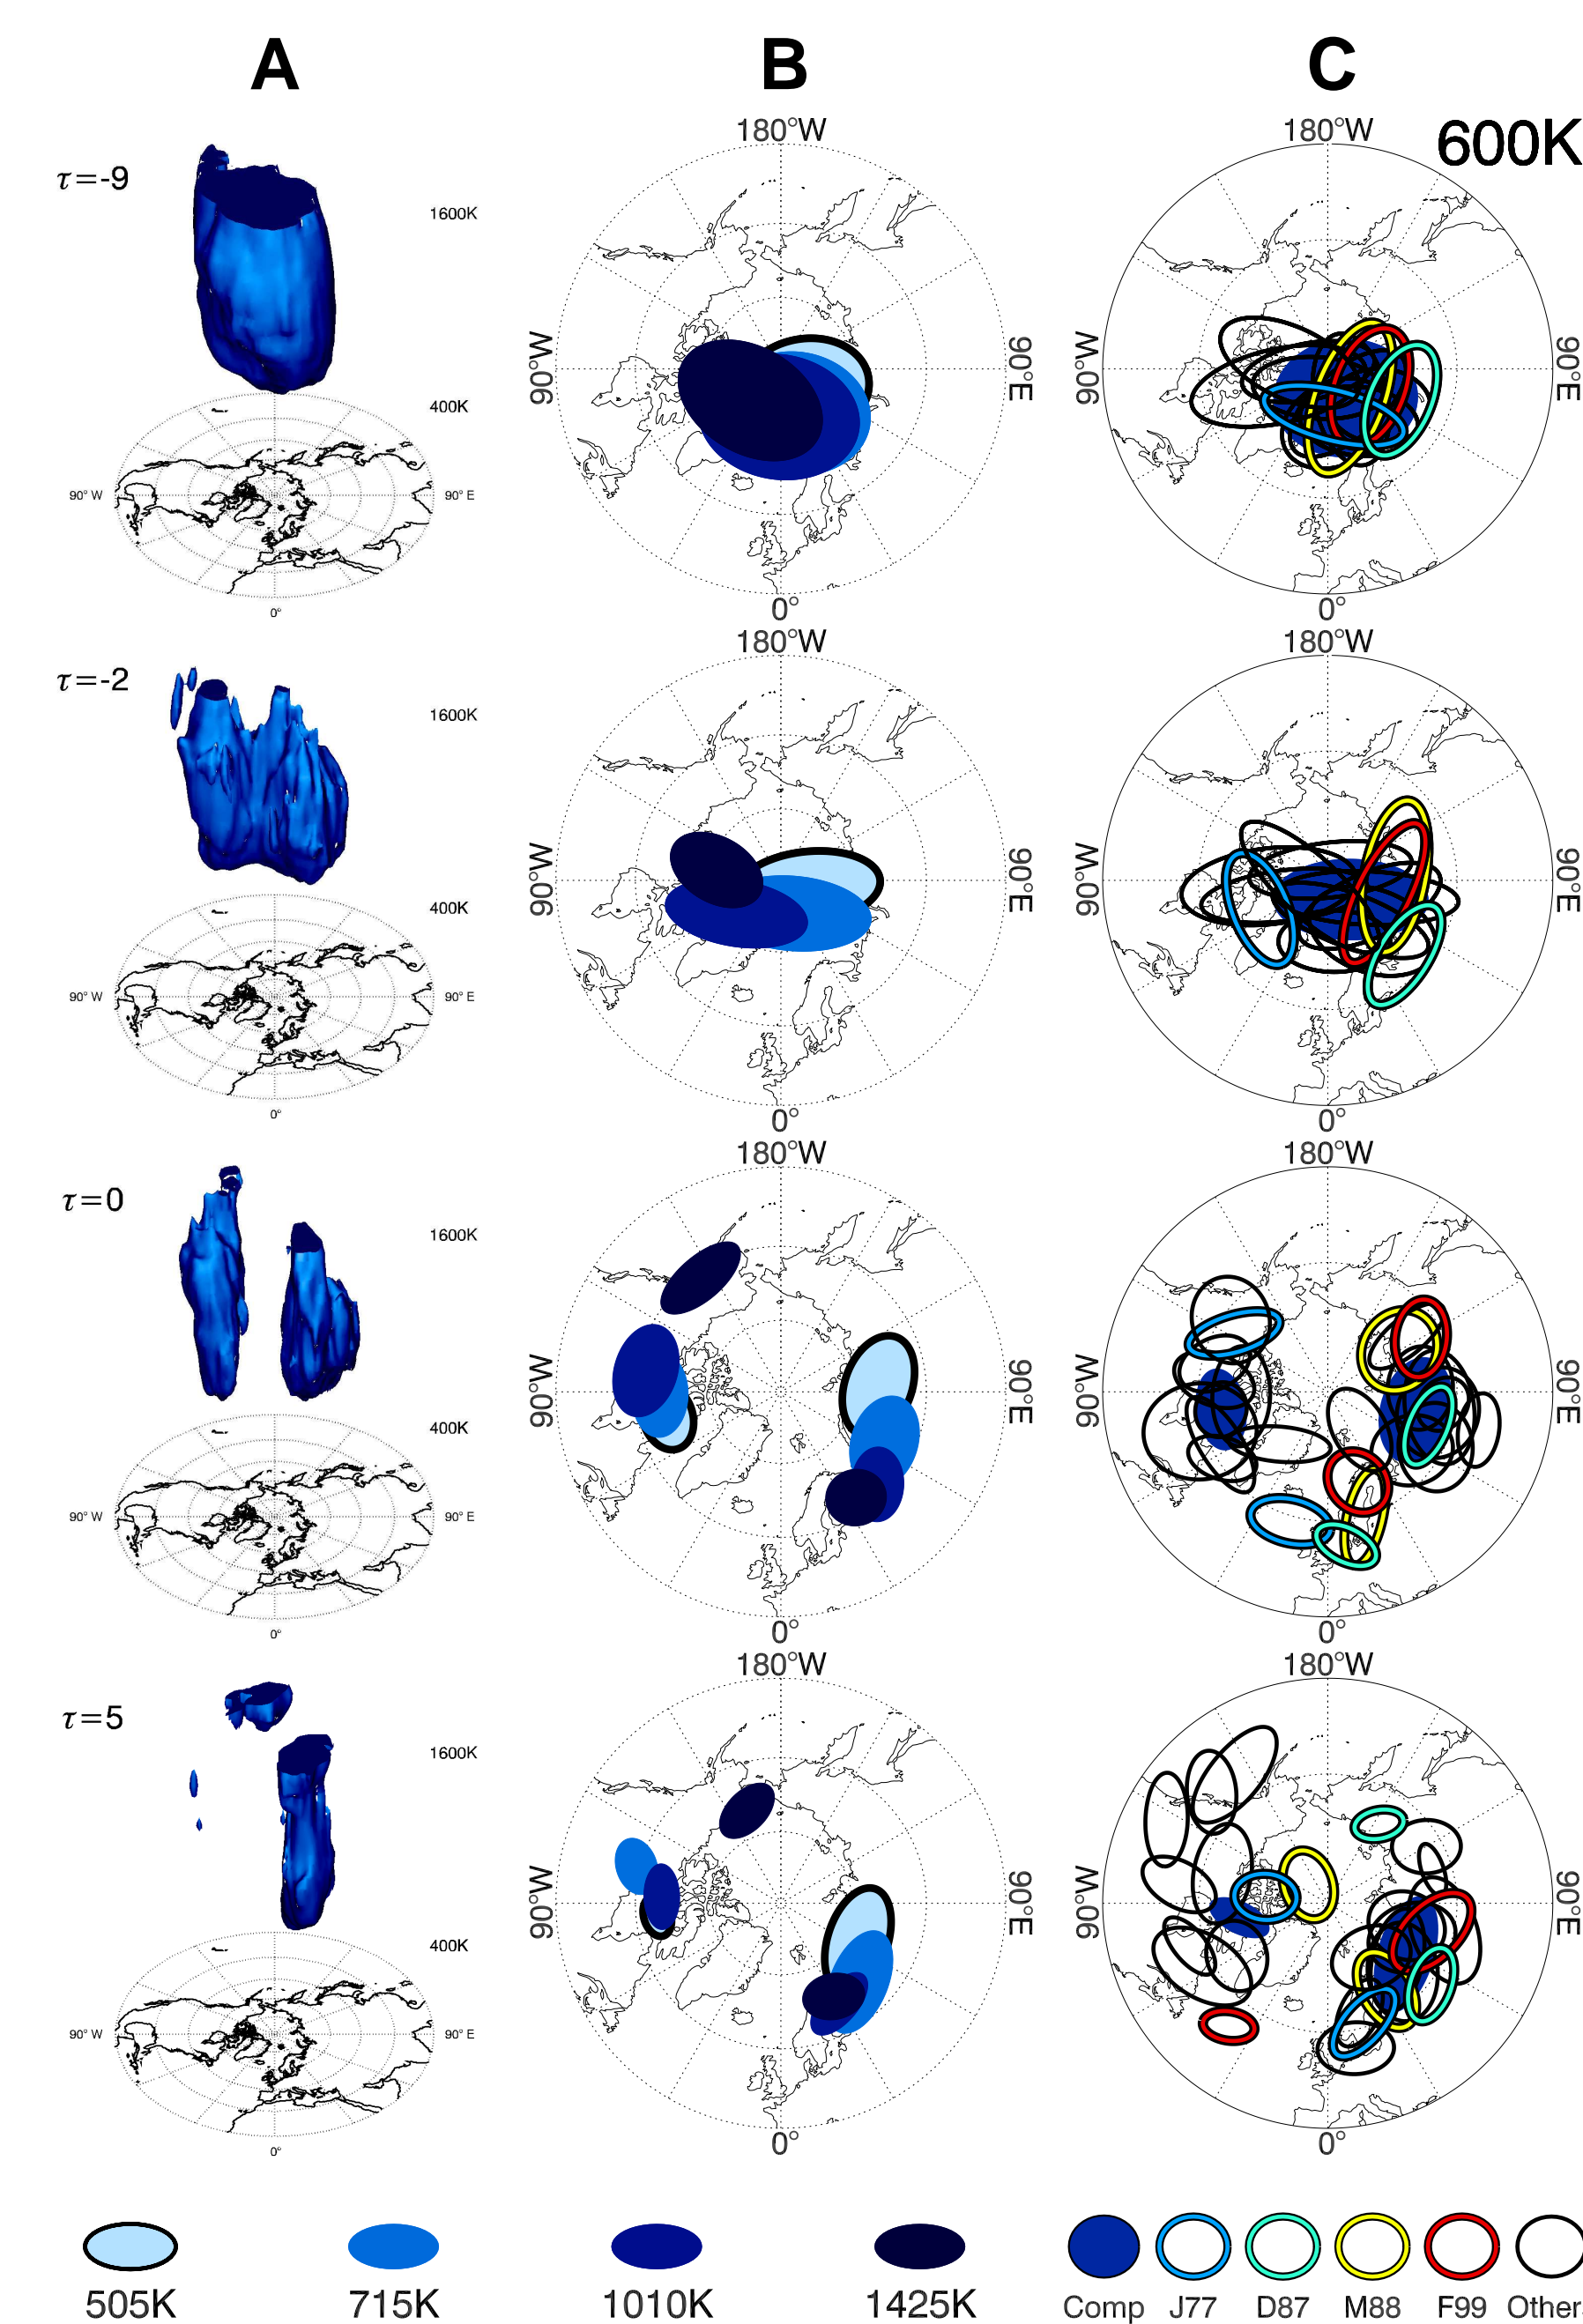 A B C
180°W 180°W 600K
τ=-9
1600K
90°W 90°E 90°W 90°E
400K
90° W 90° E
0° 0° 0°
180°W 180°W
τ=-2
1600K
90°W 90°E 90°W 90°E
400K
90° W 90° E
0° 0° 0°
180°W 180°W
τ=0
1600K
90°W 90°E 90°W 90°E
400K
90° W 90° E
0° 0° 0°
180°W 180°W
τ=5
1600K
90°W 90°E 90°W 90°E
400K
90° W 90° E
0° 0° 0°
505K 715K 1010K 1425K Comp J77 D87 M88 F99 Other